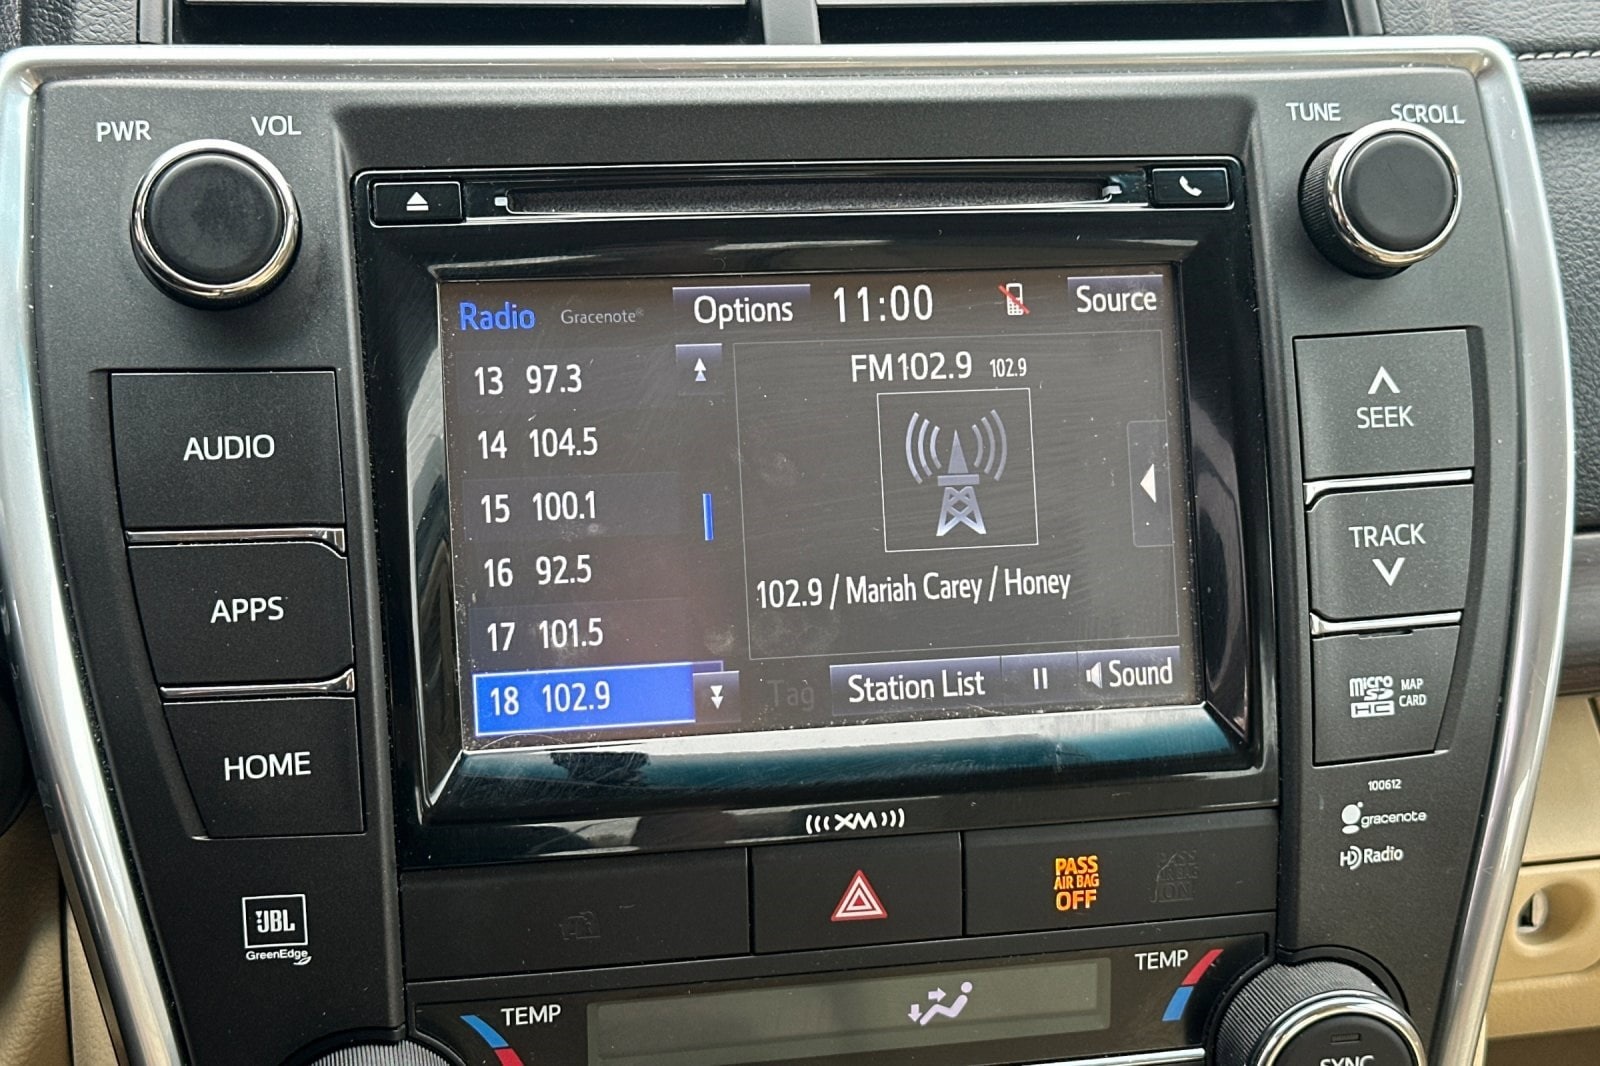 PWR VOL
TUNE SCROLL
Radio Gracenote® Options 11:00 Source
13 97.3
14 104.5
15 100.1
16 92.5
17 101.5
18 102.9
FM102.9 102.9
102.9 / Mariah Carey / Honey
Tag Station List Sound
AUDIO
APPS
HOME
SEEK
TRACK
micro SD HC MAP CARD
100612
gracenote
HD Radio
JBL
GreenEdge
XM
PASS
AIR BAG
OFF
ON
TEMP
TEMP
SYNC